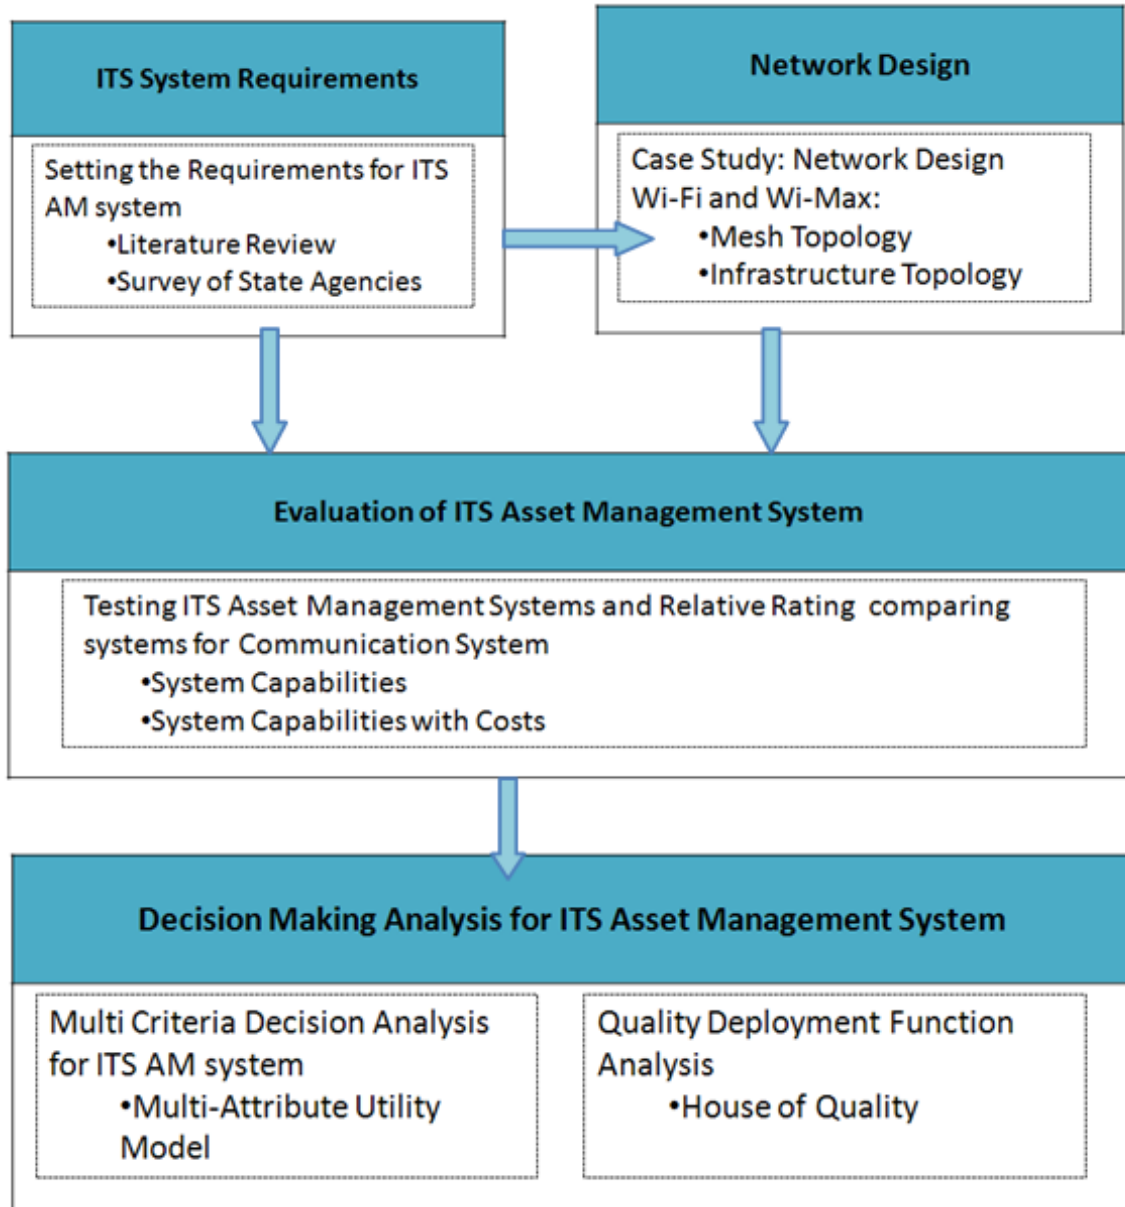 ITS System Requirements
Setting the Requirements for ITS
AM system
•Literature Review
•Survey of State Agencies
Network Design
Case Study: Network Design
Wi-Fi and Wi-Max:
•Mesh Topology
•Infrastructure Topology
Evaluation of ITS Asset Management System
Testing ITS Asset Management Systems and Relative Rating comparing
systems for Communication System
•System Capabilities
•System Capabilities with Costs
Decision Making Analysis for ITS Asset Management System
Multi Criteria Decision Analysis
for ITS AM system
•Multi-Attribute Utility
Model
Quality Deployment Function
Analysis
•House of Quality